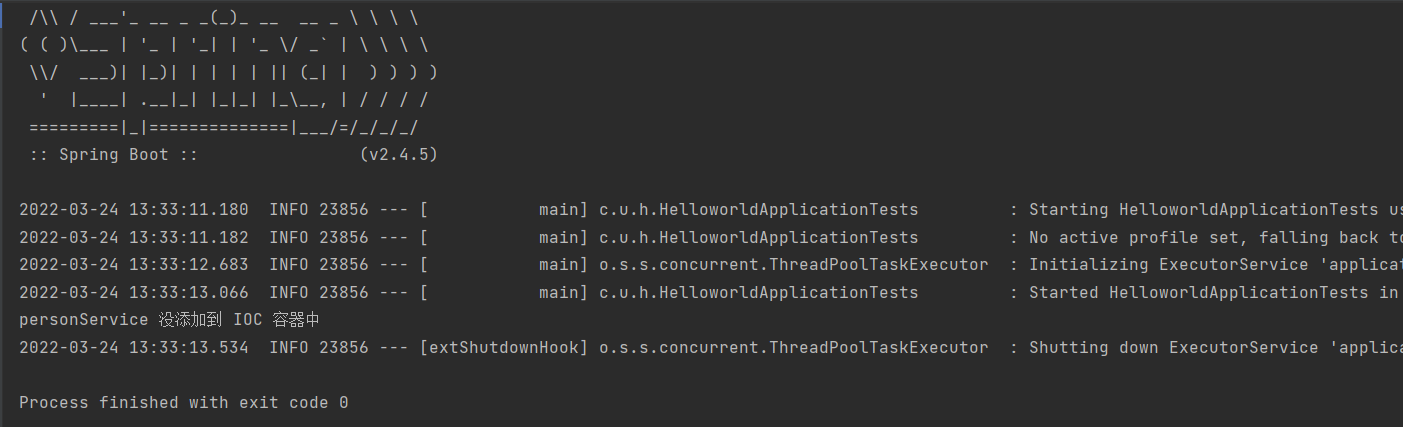 /\\ / ___'_ __ _ _(_)_ __  __ _ \ \ \ \
( ( )\___ | '_ | '_| | '_ \/ _` | \ \ \ \
 \\/  ___)| |_)| | | | | || (_| |  ) ) ) )
  '  |____| .__|_| |_|_| |_\__, | / / / /
 =========|_|==============|___/=/_/_/_/
 :: Spring Boot ::                (v2.4.5)
2022-03-24 13:33:11.180  INFO 23856 --- [           main] c.u.h.HelloworldApplicationTests         : Starting HelloworldApplicationTests us
2022-03-24 13:33:11.182  INFO 23856 --- [           main] c.u.h.HelloworldApplicationTests         : No active profile set, falling back to
2022-03-24 13:33:12.683  INFO 23856 --- [           main] o.s.s.concurrent.ThreadPoolTaskExecutor  : Initializing ExecutorService 'applicat
2022-03-24 13:33:13.066  INFO 23856 --- [           main] c.u.h.HelloworldApplicationTests         : Started HelloworldApplicationTests in
personService 没添加到 IOC 容器中
2022-03-24 13:33:13.534  INFO 23856 --- [extShutdownHook] o.s.s.concurrent.ThreadPoolTaskExecutor  : Shutting down ExecutorService 'applica
Process finished with exit code 0